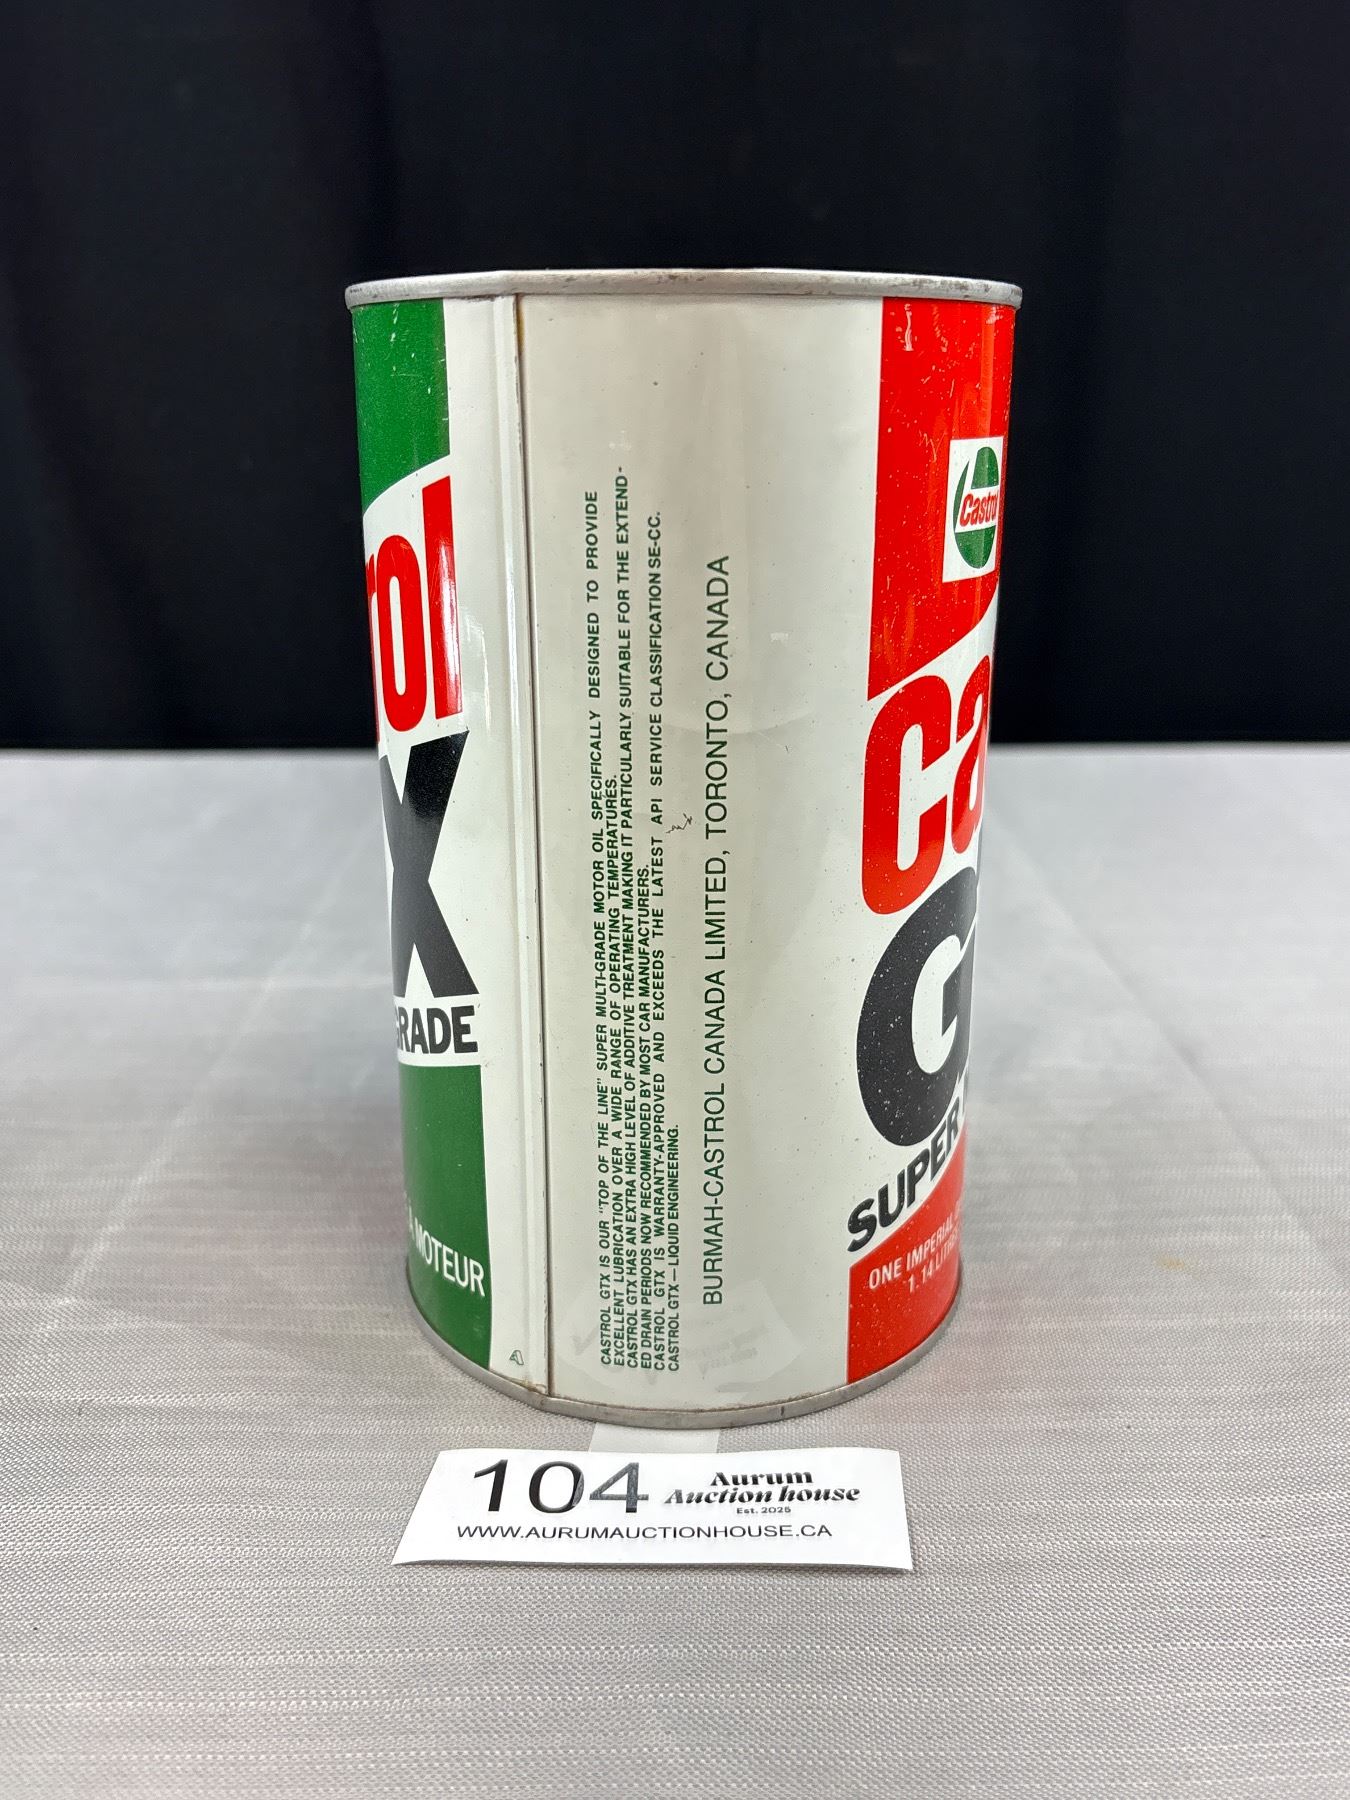 rol
X
GRADE
A MOTEUR
CASTROL GTX IS OUR "TOP OF THE LINE" SUPER MULTI-GRADE MOTOR OIL SPECIFICALLY DESIGNED TO PROVIDE
EXCELLENT LUBRICATION OVER A WIDE RANGE OF OPERATING TEMPERATURES.
CASTROL GTX HAS AN EXTRA HIGH LEVEL OF ADDITIVE TREATMENT MAKING IT PARTICULARLY SUITABLE FOR THE EXTEND-
ED DRAIN PERIODS NOW RECOMMENDED BY MOST CAR MANUFACTURERS.
CASTROL GTX IS WARRANTY-APPROVED AND EXCEEDS THE LATEST API SERVICE CLASSIFICATION SE-CC.
CASTROL GTX—LIQUID ENGINEERING.
BURMAH-CASTROL CANADA LIMITED, TORONTO, CANADA
Castrol
Ca
G
SUPER
ONE IMPERIAL
1.14 LIT
104
Aurum
Auction house
Est. 2025
WWW.AURUMAUCTIONHOUSE.CA